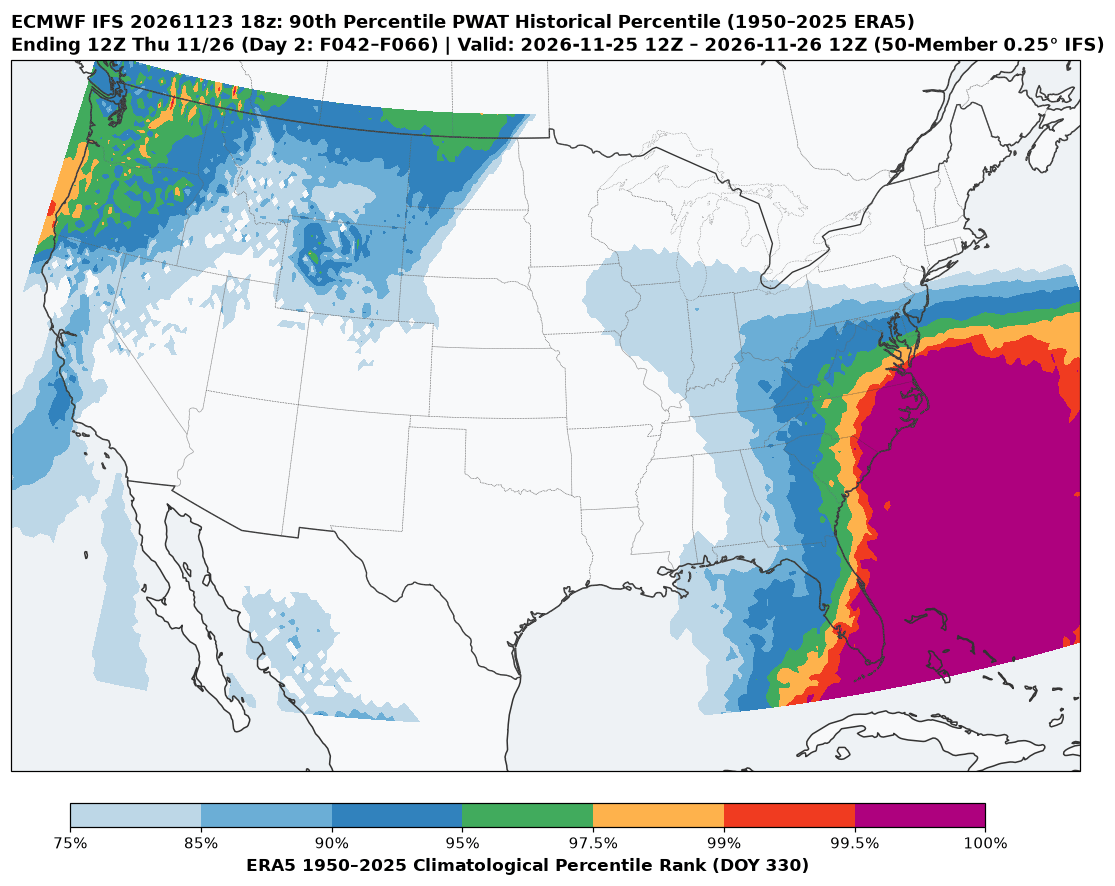 ECMWF IFS 20261123 18z: 90th Percentile PWAT Historical Percentile (1950–2025 ERA5)
Ending 12Z Thu 11/26 (Day 2: F042–F066) | Valid: 2026-11-25 12Z – 2026-11-26 12Z (50-Member 0.25° IFS)
75% 85% 90% 95% 97.5% 99% 99.5% 100%
ERA5 1950–2025 Climatological Percentile Rank (DOY 330)